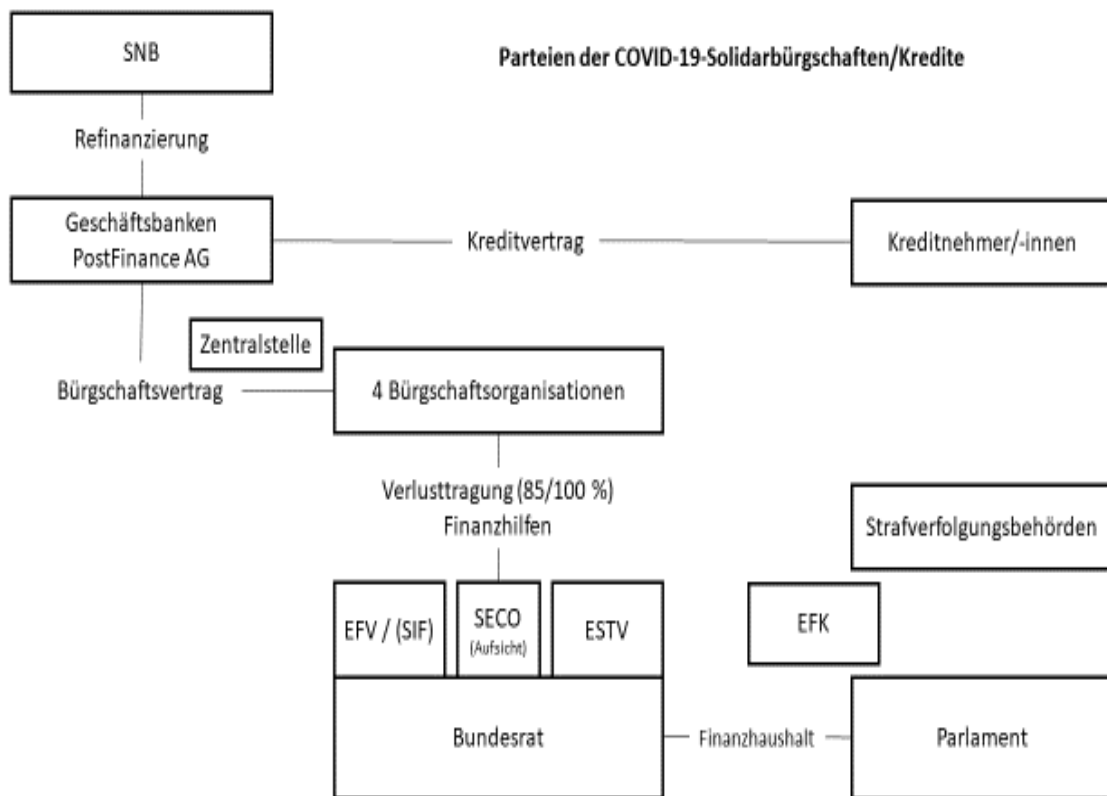 SNB
Parteien der COVID-19-Solidarbürgschaften/Kredite
Refinanzierung
Geschäftsbanken
PostFinance AG
Kreditvertrag
Kreditnehmer/-innen
Zentralstelle
Bürgschaftsvertrag
4 Bürgschaftsorganisationen
Verlusttragung (85/100 %)
Finanzhilfen
Strafverfolgungsbehörden
EFV / (SIF)
SECO
(Aufsicht)
ESTV
EFK
Bundesrat
Finanzhaushalt
Parlament